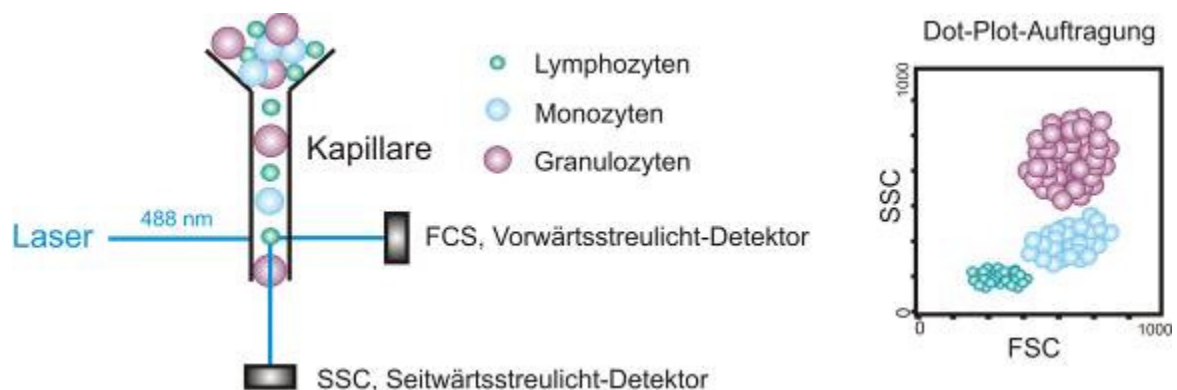 Lymphozyten
Monozyten
Granulozyten
Kapillare
488 nm
Laser
FCS, Vorwärtsstreulicht-Detektor
SSC, Seitwärtsstreulicht-Detektor
Dot-Plot-Auftragung
1000
SSC
0
0
1000
FSC